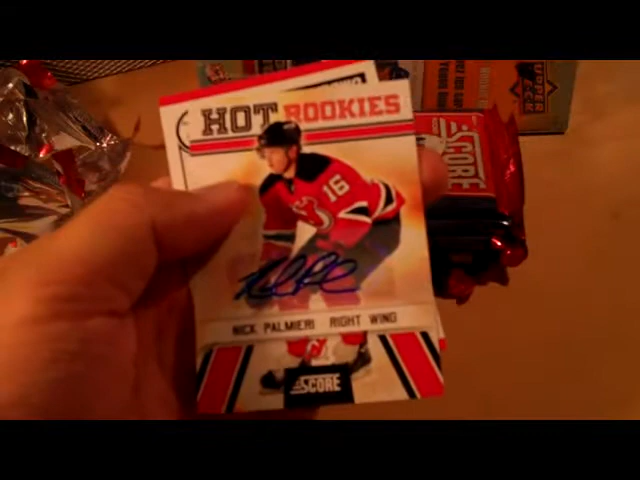 HOT ROOKIES
16
NICK PALMIERI RIGHT WING
SCORE
SCORE
UPPER
DECK